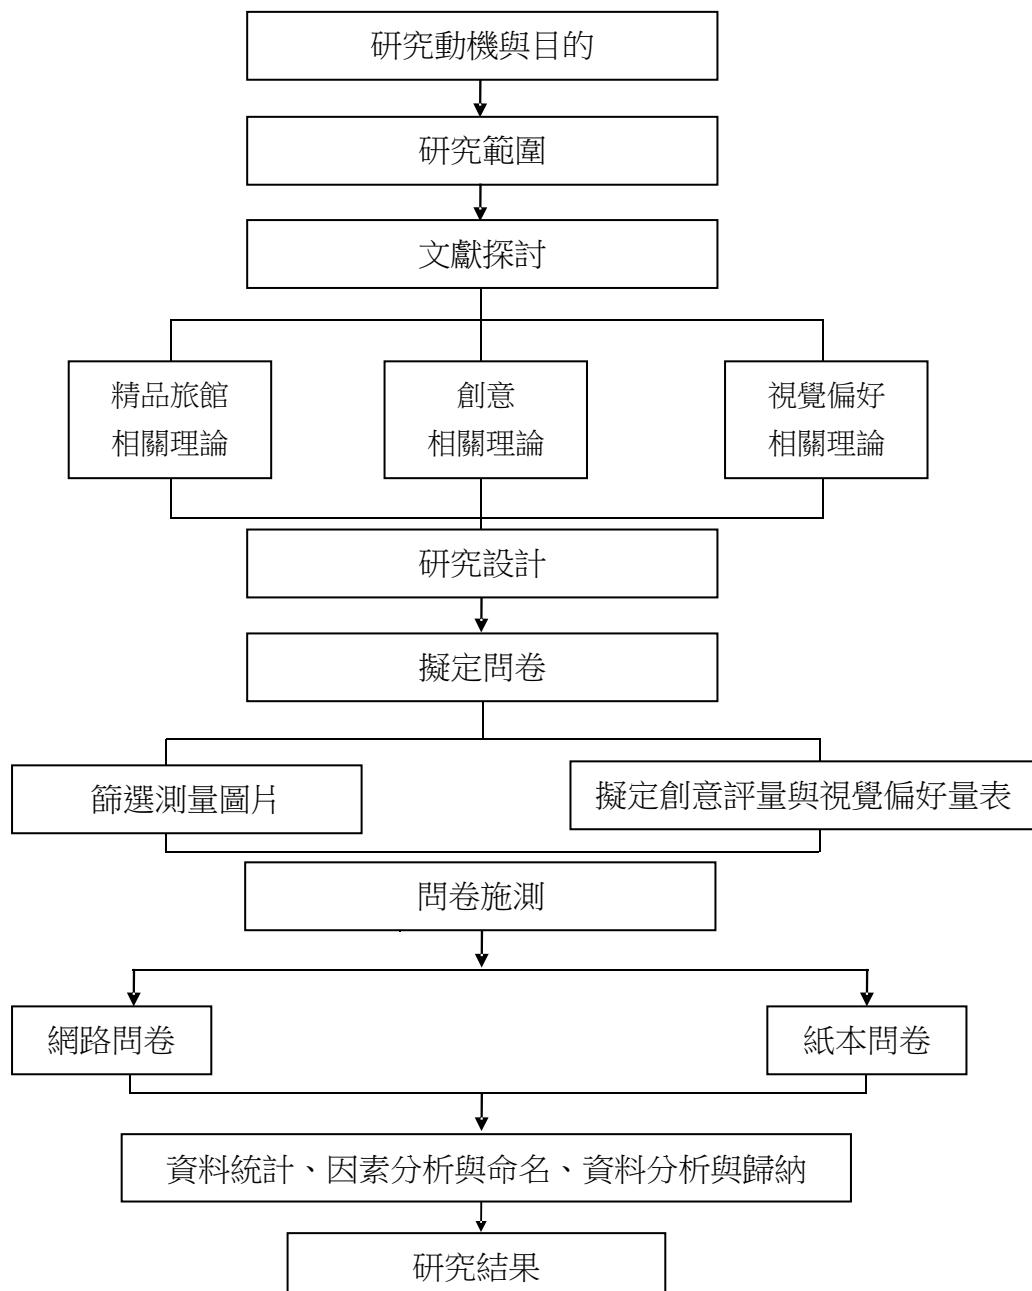 研究動機與目的
研究範圍
文獻探討
精品旅館
相關理論
創意
相關理論
視覺偏好
相關理論
研究設計
擬定問卷
篩選測量圖片
擬定創意評量與視覺偏好量表
問卷施測
網路問卷
紙本問卷
資料統計、因素分析與命名、資料分析與歸納
研究結果